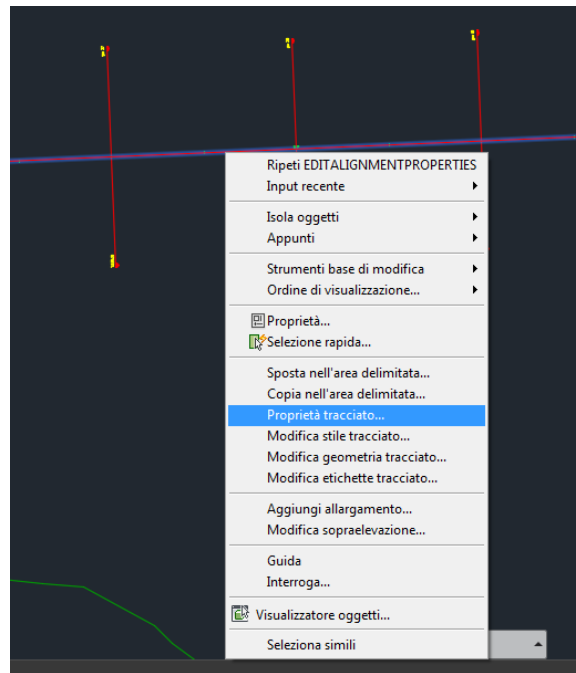 Ripeti EDITALIGNMENTPROPERTIES
Input recente
Isola oggetti
Appunti
Strumenti base di modifica
Ordine di visualizzazione...
Proprietà...
Selezione rapida...
Sposta nell'area delimitata...
Copia nell'area delimitata...
Proprietà tracciato...
Modifica stile tracciato...
Modifica geometria tracciato...
Modifica etichette tracciato...
Aggiungi allargamento...
Modifica sopraelevazione...
Guida
Interroga...
Visualizzatore oggetti...
Seleziona simili